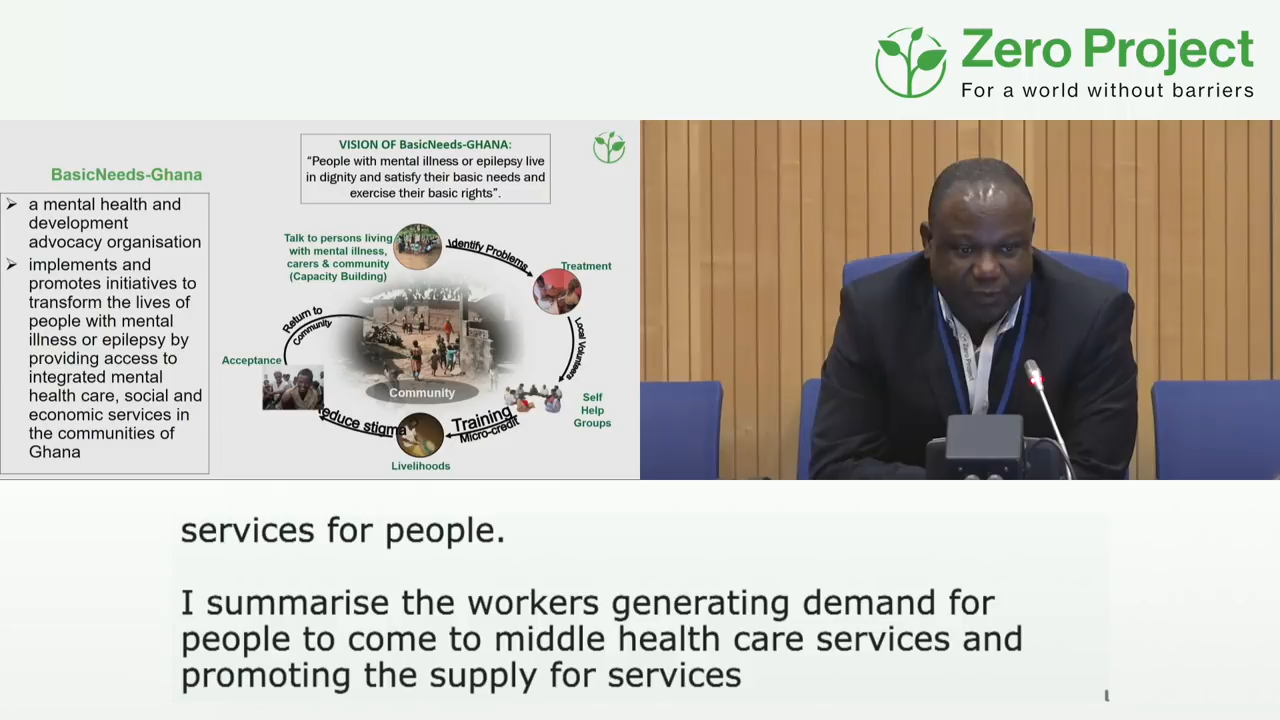 Zero Project
For a world without barriers
BasicNeeds-Ghana
a mental health and
development
advocacy organisation
implements and
promotes initiatives to
transform the lives of
people with mental
illness or epilepsy by
providing access to
integrated mental
health care, social and
economic services in
the communities of
Ghana
VISION OF BasicNeeds-GHANA:
“People with mental illness or epilepsy live
in dignity and satisfy their basic needs and
exercise their basic rights”.
Talk to persons living
with mental illness,
carers & community
(Capacity Building)
Identify Problems
Treatment
Local Volunteers
Self
Help
Groups
Training
Micro-credit
Livelihoods
educe stigma
Acceptance
Return to
Community
Community
services for people.
I summarise the workers generating demand for
people to come to middle health care services and
promoting the supply for services